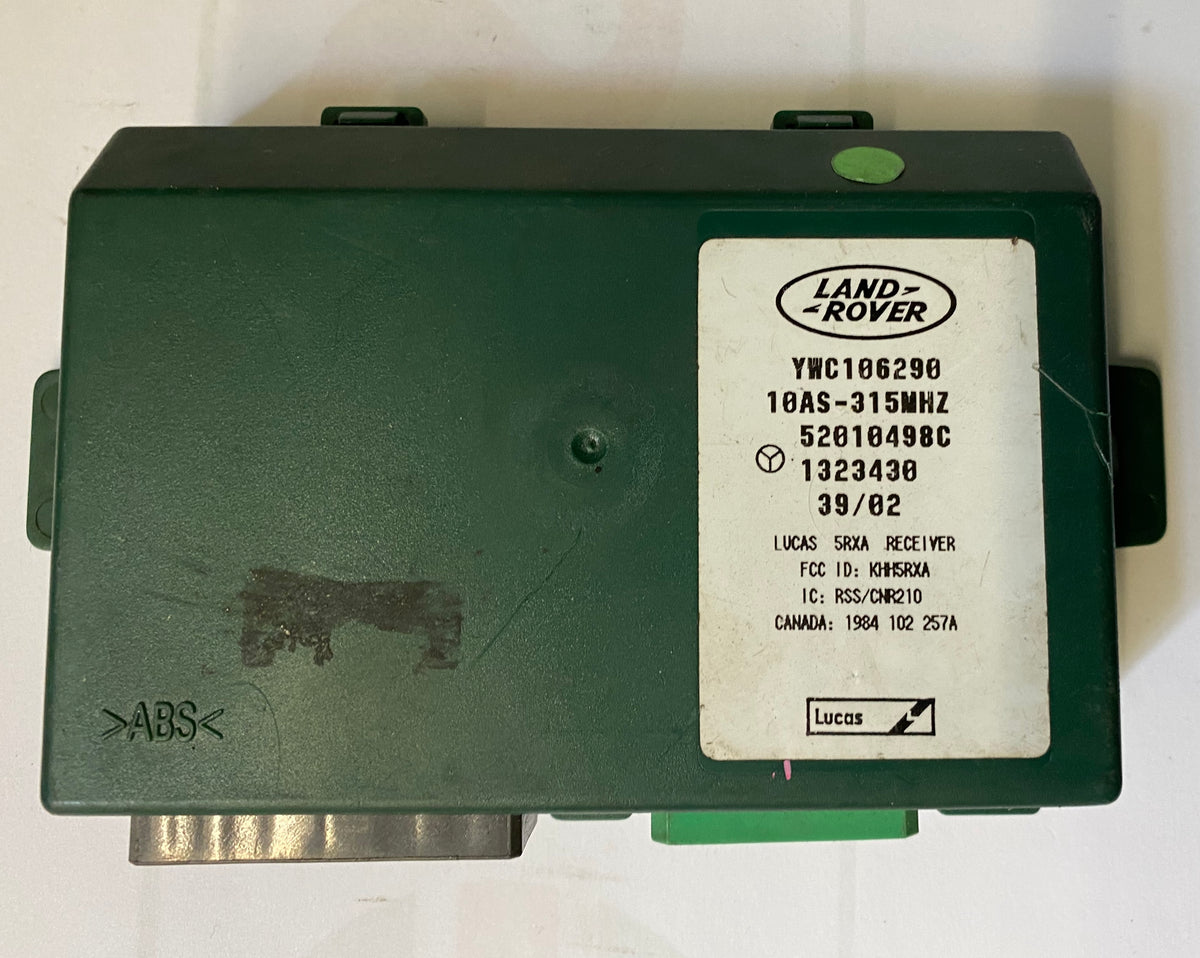 LAND
ROVER
YWC106290
10AS-315MHZ
52010498C
1323430
39/02
LUCAS 5RXA RECEIVER
FCC ID: KHH5RXA
IC: RSS/CNR210
CANADA: 1984 102 257A
Lucas
>ABS<